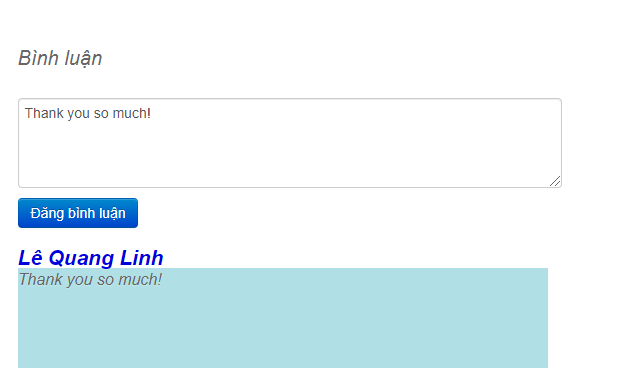 Bình luận
Thank you so much!
Đăng bình luận
Lê Quang Linh
Thank you so much!